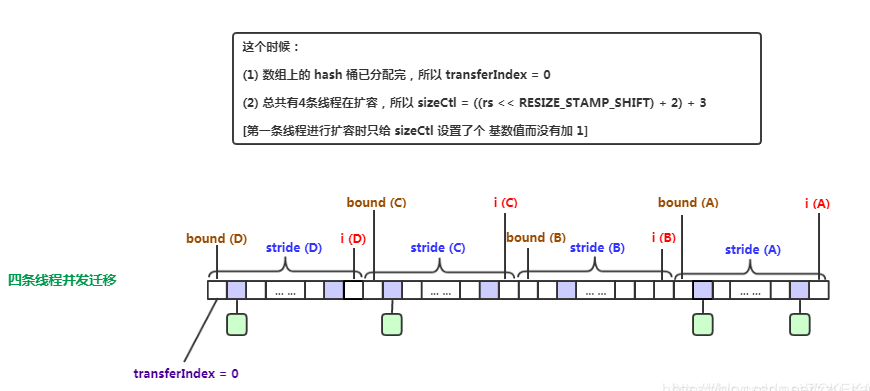 这个时候：
(1) 数组上的 hash 桶已分配完，所以 transferIndex = 0
(2) 总共有4条线程在扩容，所以 sizeCtl = ((rs << RESIZE_STAMP_SHIFT) + 2) + 3
[第一条线程进行扩容时只给 sizeCtl 设置了个 基数值而没有加 1]
bound (C)
i (C)
bound (A)
i (A)
bound (D)
stride (D)
i (D)
stride (C)
bound (B)
stride (B)
i (B)
stride (A)
四条线程并发迁移
... ...
... ...
... ...
... ...
transferIndex = 0